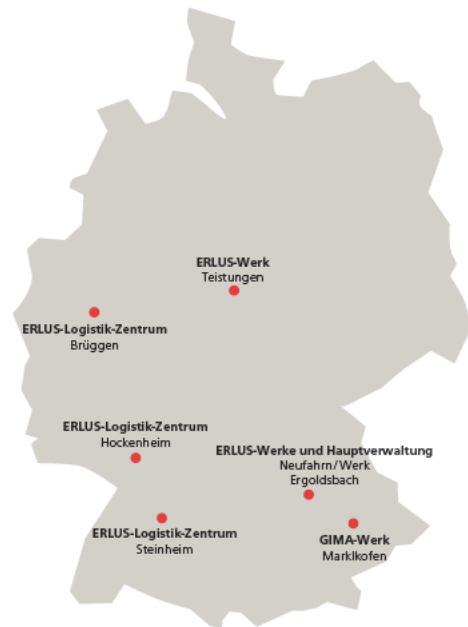 ERLUS-Werk
Teistungen
ERLUS-Logistik-Zentrum
Brüggen
ERLUS-Logistik-Zentrum
Hockenheim
ERLUS-Werke und Hauptverwaltung
Neufahrn/Werk
Ergoldsbach
ERLUS-Logistik-Zentrum
Steinheim
GIMA-Werk
Marklkofen